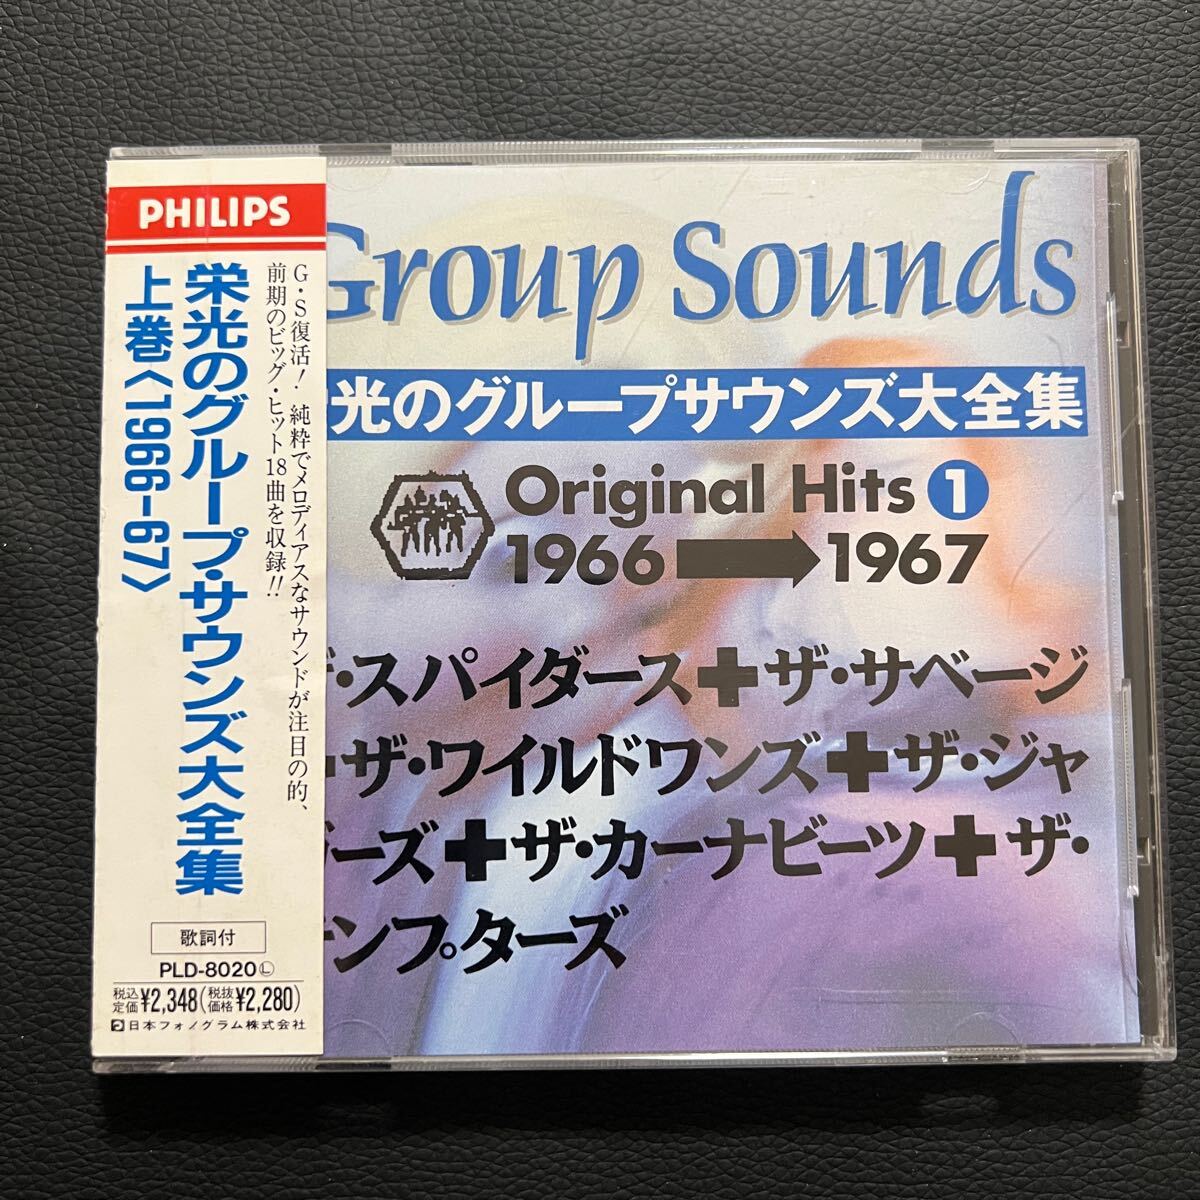 PHILIPS
G・S復活! 純粋でメロディアスなサウンドが注目の的、
前期のビッグ・ヒット18曲を収録!!
栄光のグループ・サウンズ大全集
上巻〈1966-67〉
歌詞付
PLD-8020Ⓛ
税込定価¥2,348(税抜価格¥2,280)
日本フォノグラム株式会社
Group Sounds
光のグループサウンズ大全集
Original Hits 1
1966➡1967
・スパイダース+ザ・サベージ
・ザ・ワイルドワンズ+ザ・ジャ
ーズ+ザ・カーナビーツ+ザ・
ンプターズ